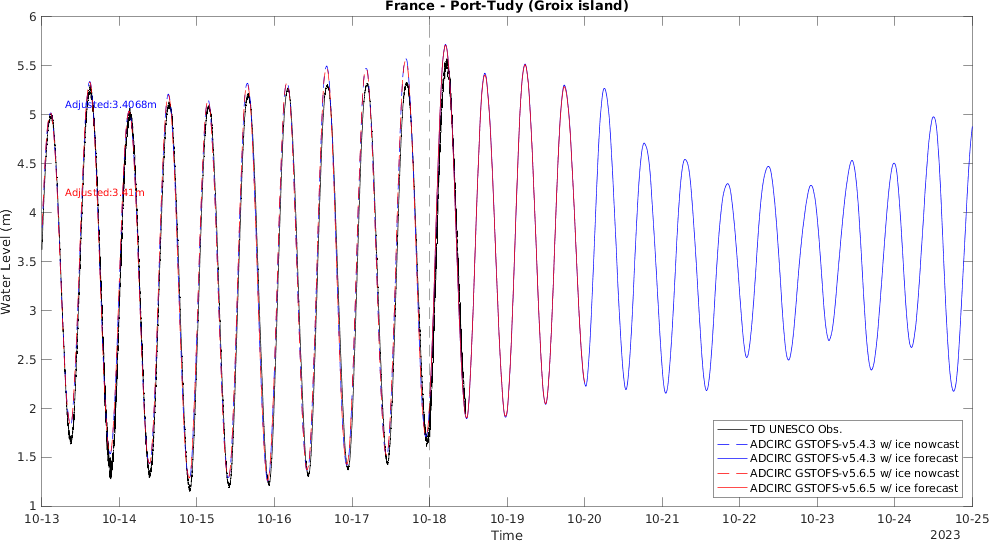 France - Port-Tudy (Groix island)
6
5.5
5
4.5
4
3.5
3
2.5
2
1.5
1
Water Level (m)
Adjusted:3.4068m
Adjusted:3.41m
TD UNESCO Obs.
ADCIRC GSTOFS-v5.4.3 w/ ice nowcast
ADCIRC GSTOFS-v5.4.3 w/ ice forecast
ADCIRC GSTOFS-v5.6.5 w/ ice nowcast
ADCIRC GSTOFS-v5.6.5 w/ ice forecast
10-13 10-14 10-15 10-16 10-17 10-18 10-19 10-20 10-21 10-22 10-23 10-24 10-25
Time
2023